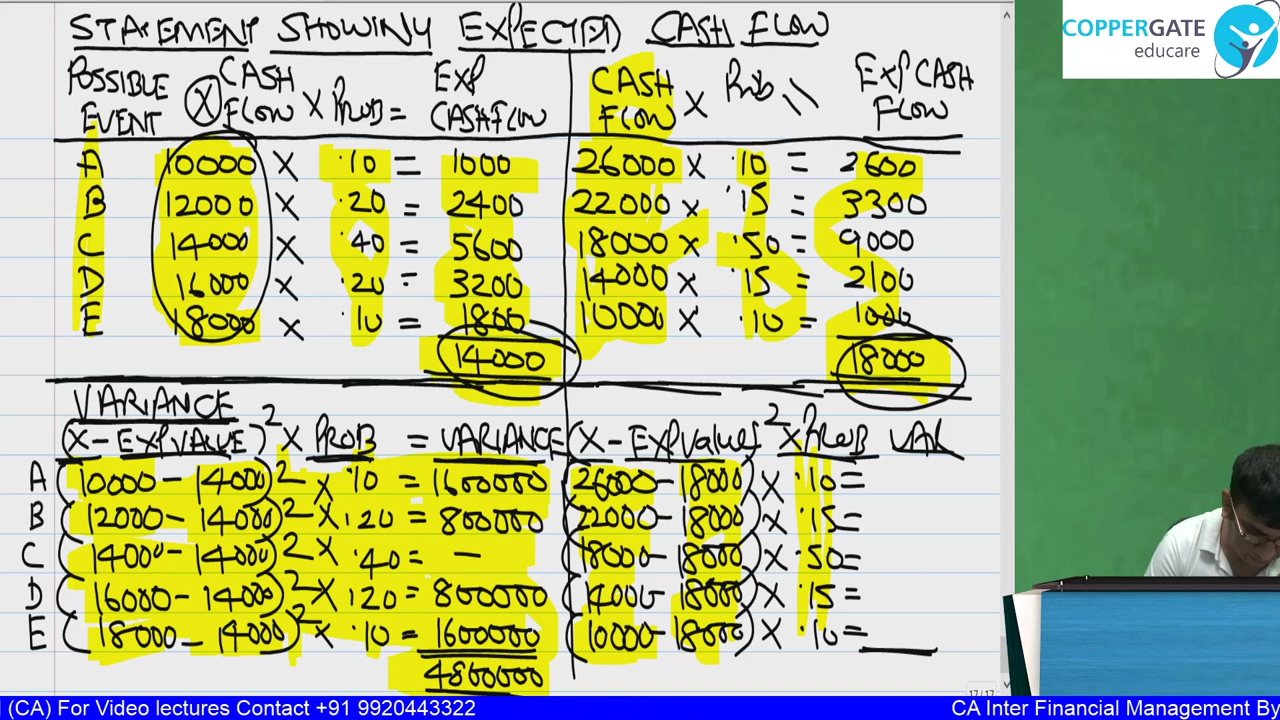 STATEMENT SHOWING EXPECTED CASH FLOW
COPPERGATE
educare
POSSIBLE EVENT X CASH FLOW X PROB = EXP CASHFLOW CASH FLOW X Prob = EXP CASH FLOW
A 10000 X .10 = 1000 26000 X .10 = 2600
B 12000 X .20 = 2400 22000 X .15 = 3300
C 14000 X .40 = 5600 18000 X .50 = 9000
D 16000 X .20 = 3200 14000 X .15 = 2100
E 18000 X .10 = 1800 10000 X .10 = 1000
14000 18000
VARIANCE
(X - EXP VALUE)2 X PROB = VARIANCE (X - EXP value)2 X PROB VAR
A (10000 - 14000)2 X .10 = 1600000 (26000 - 18000) X .10 =
B (12000 - 14000)2 X .20 = 800000 (22000 - 18000) X .15 =
C (14000 - 14000)2 X .40 = — (18000 - 18000) X .50 =
D (16000 - 14000)2 X .20 = 800000 (14000 - 18000) X .15 =
E (18000 - 14000)2 X .10 = 1600000 (10000 - 18000) X .10 =
4800000
17/17
(CA) For Video lectures Contact +91 9920443322 CA Inter Financial Management By